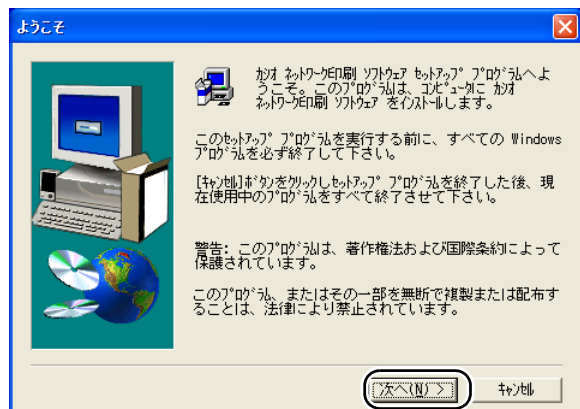 ようこそ
ｶｼｵ ﾈｯﾄﾜｰｸ印刷 ｿﾌﾄｳｪｱ ｾｯﾄｱｯﾌﾟ ﾌﾟﾛｸﾞﾗﾑへよ
うこそ。このﾌﾟﾛｸﾞﾗﾑは、ｺﾝﾋﾟｭｰﾀに ｶｼｵ
ﾈｯﾄﾜｰｸ印刷 ｿﾌﾄｳｪｱ をｲﾝｽﾄｰﾙします。
このｾｯﾄｱｯﾌﾟ ﾌﾟﾛｸﾞﾗﾑを実行する前に、すべての Windows
ﾌﾟﾛｸﾞﾗﾑを必ず終了して下さい。
[ｷｬﾝｾﾙ]ﾎﾞﾀﾝをｸﾘｯｸしｾｯﾄｱｯﾌﾟ ﾌﾟﾛｸﾞﾗﾑを終了した後、現
在使用中のﾌﾟﾛｸﾞﾗﾑをすべて終了させて下さい。
警告: このﾌﾟﾛｸﾞﾗﾑは、著作権法および国際条約によって
保護されています。
このﾌﾟﾛｸﾞﾗﾑ、またはその一部を無断で複製または配布す
ることは、法律により禁止されています。
次へ(N) >
ｷｬﾝｾﾙ